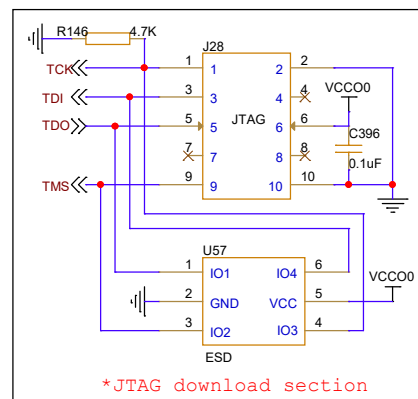 R146 4.7K
J28
TCK 1 1 2 2
VCCO0
TDI 3 3 4 4
TDO 5 5 JTAG 6 6
C396
7 7 8 8
0.1uF
TMS 9 9 10 10
U57
1 IO1 IO4 6
VCCO0
2 GND VCC 5
3 IO2 IO3 4
ESD
*JTAG download section